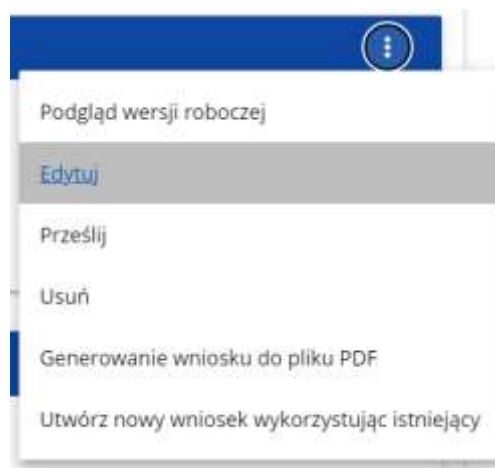 Podgląd wersji roboczej
Edytuj
Prześlij
Usuń
Generowanie wniosku do pliku PDF
Utwórz nowy wniosek wykorzystując istniejący